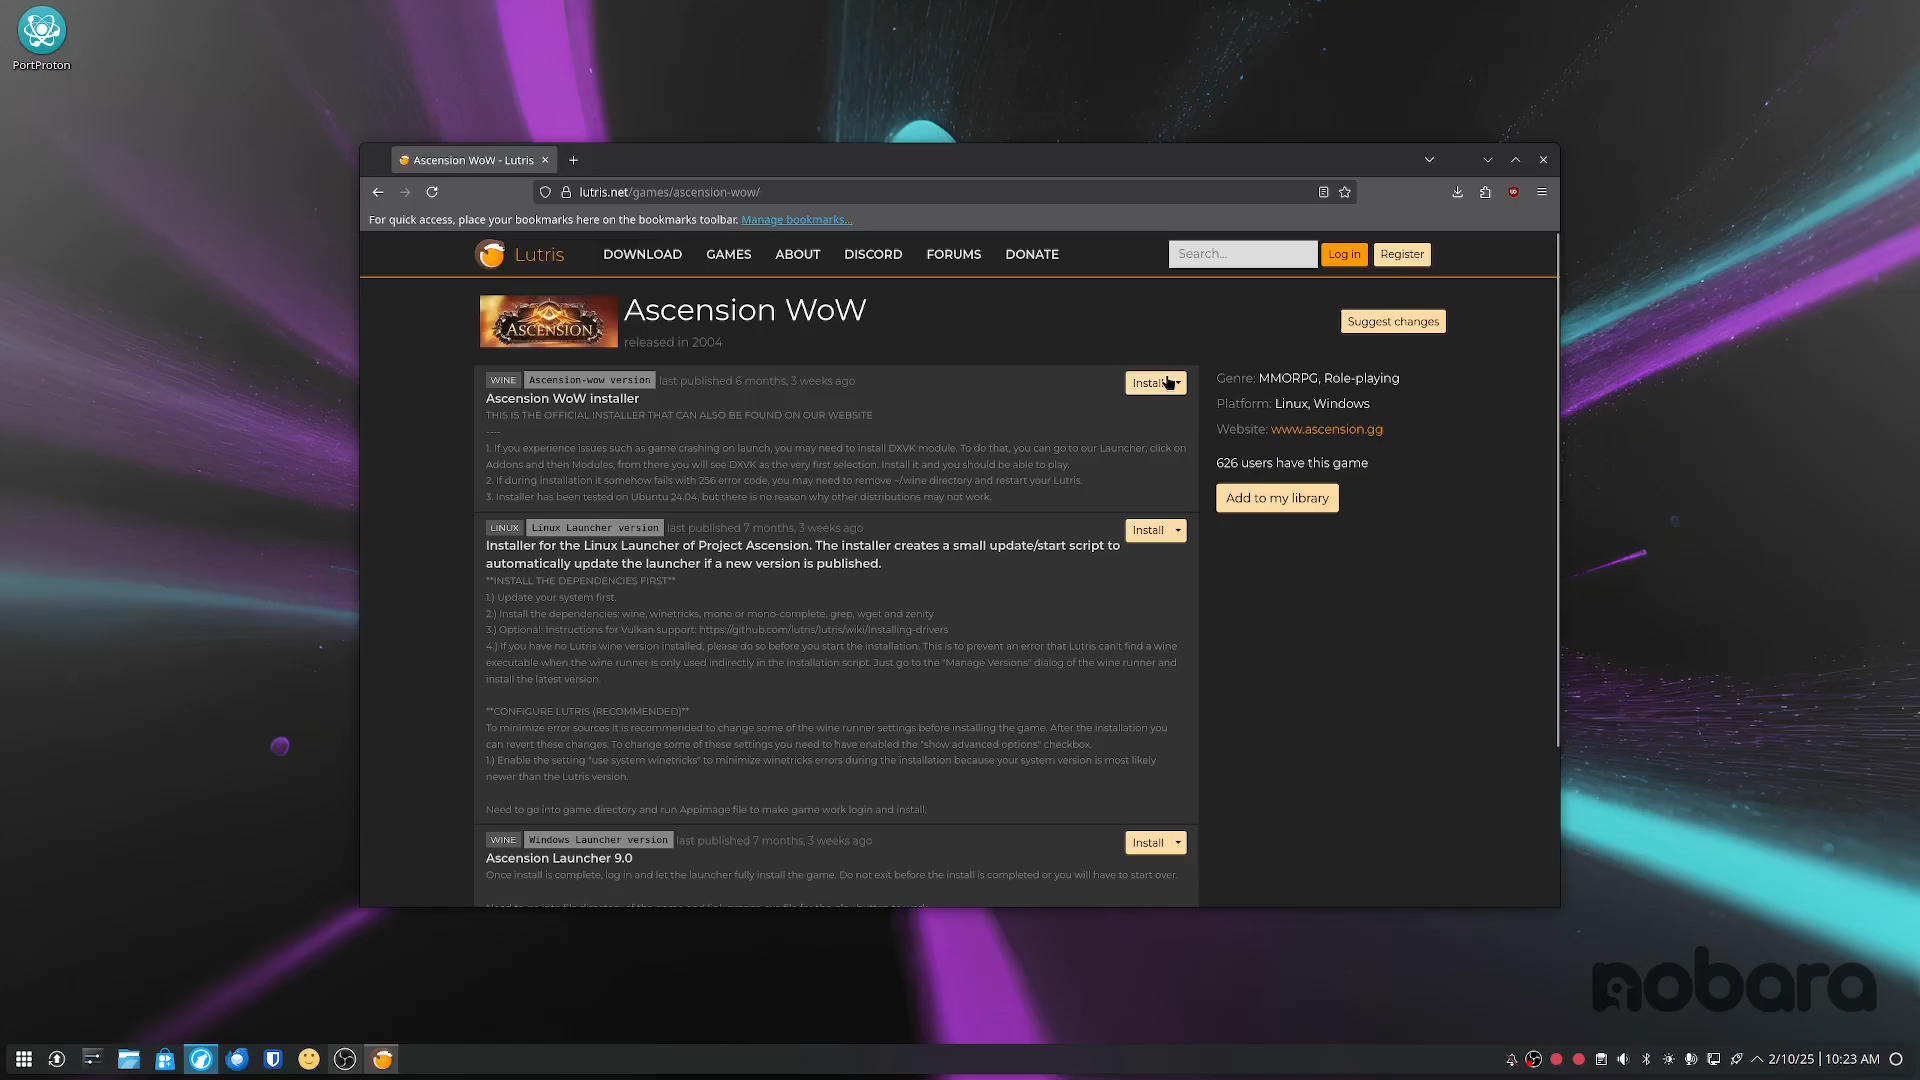 PortProton
Ascension WoW - Lutris
lutris.net/games/ascension-wow/
For quick access, place your bookmarks here on the bookmarks toolbar. Manage bookmarks...
Lutris
DOWNLOAD GAMES ABOUT DISCORD FORUMS DONATE
Search...
Log in
Register
ASCENSION
Ascension WoW
released in 2004
Suggest changes
WINE Ascension-wow version last published 6 months, 3 weeks ago
Install
Ascension WoW installer
THIS IS THE OFFICIAL INSTALLER THAT CAN ALSO BE FOUND ON OUR WEBSITE
----
1. If you experience issues such as game crashing on launch, you may need to install DXVK module. To do that, you can go to our Launcher, click on
Addons and then Modules, from there you will see DXVK as the very first selection. Install it and you should be able to play.
2. If during installation it somehow fails with 256 error code, you may need to remove ~/wine directory and restart your Lutris.
3. Installer has been tested on Ubuntu 24.04, but there is no reason why other distributions may not work.
LINUX Linux Launcher version last published 7 months, 3 weeks ago
Install
Installer for the Linux Launcher of Project Ascension. The installer creates a small update/start script to
automatically update the launcher if a new version is published.
**INSTALL THE DEPENDENCIES FIRST**
1.) Update your system first.
2.) Install the dependencies: wine, winetricks, mono or mono-complete, grep, wget and zenity
3.) Optional: Instructions for Vulkan support: https://github.com/lutris/lutris/wiki/Installing-drivers
4.) If you have no Lutris wine version installed, please do so before you start the installation. This is to prevent an error that Lutris can't find a wine
executable when the wine runner is only used indirectly in the installation script. Just go to the "Manage Versions" dialog of the wine runner and
install the latest version.
**CONFIGURE LUTRIS (RECOMMENDED)**
To minimize error sources it is recommended to change some of the wine runner settings before installing the game. After the installation you
can revert these changes. To change some of these settings you need to have enabled the "show advanced options" checkbox.
1.) Enable the setting "use system winetricks" to minimize winetricks errors during the installation because your system version is most likely
newer than the Lutris version.
Need to go into game directory and run Appimage file to make game work login and install.
WINE Windows Launcher version last published 7 months, 3 weeks ago
Install
Ascension Launcher 9.0
Once install is complete, log in and let the launcher fully install the game. Do not exit before the install is completed or you will have to start over.
Genre: MMORPG, Role-playing
Platform: Linux, Windows
Website: www.ascension.gg
626 users have this game
Add to my library
nobara
2/10/25 10:23 AM